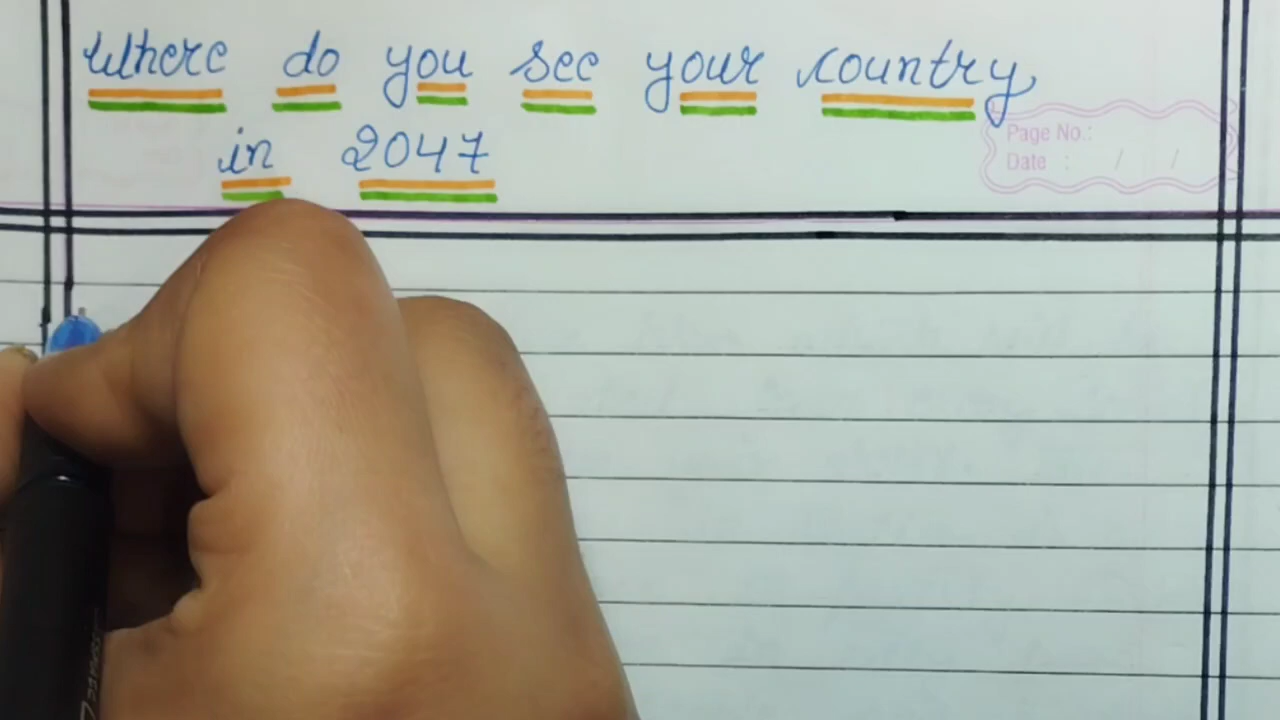 Where do you see your country
in 2047
Page No.:
Date : / /